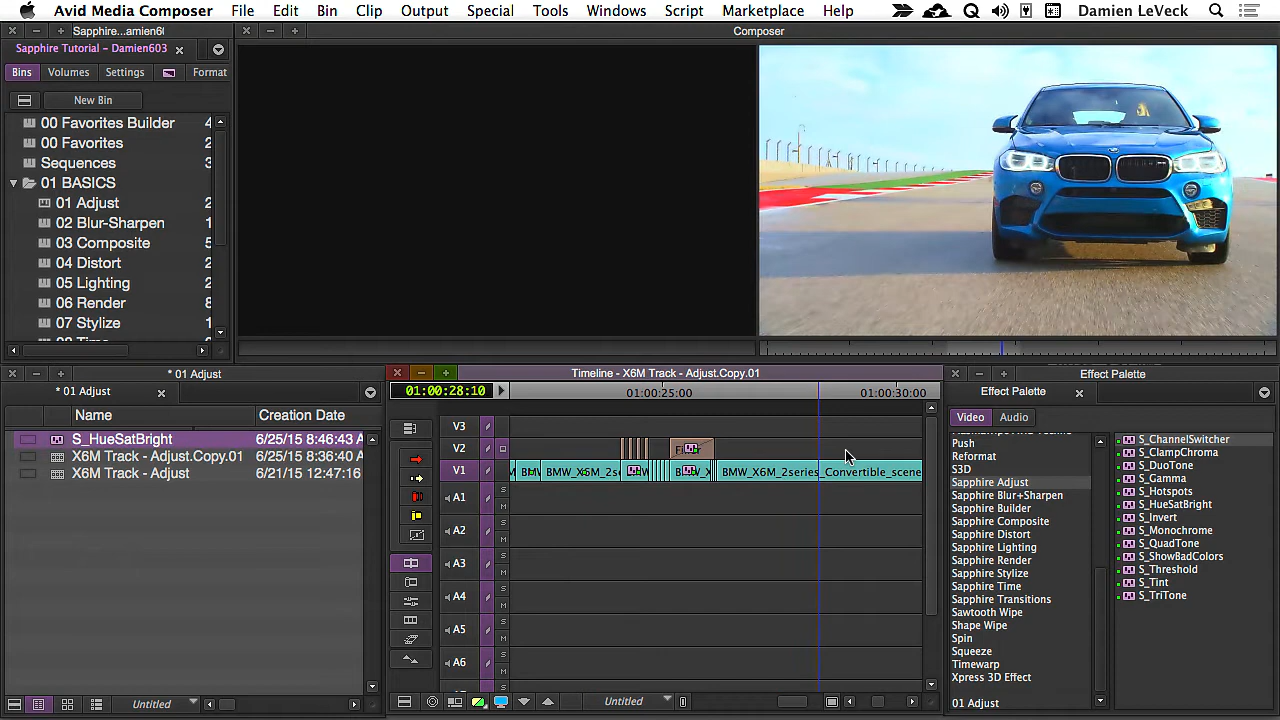 Avid Media Composer File Edit Bin Clip Output Special Tools Windows Script Marketplace Help Damien LeVeck
Sapphire...amien6(
Composer
Sapphire Tutorial - Damien603
Bins Volumes Settings Format
New Bin
00 Favorites Builder 4
00 Favorites 2
Sequences 3
01 BASICS
01 Adjust 2
02 Blur-Sharpen 1
03 Composite 5
04 Distort 2
05 Lighting 2
06 Render 8
07 Stylize 1
* 01 Adjust
* 01 Adjust
Name Creation Date
S_HueSatBright 6/25/15 8:46:43 A
X6M Track - Adjust.Copy.01 6/25/15 8:36:40 A
X6M Track - Adjust 6/21/15 12:47:16
Untitled
Timeline - X6M Track - Adjust.Copy.01
01:00:28:10 01:00:25:00 01:00:30:00
V3
V2
V1 BMW_X6M_2s BMW_X6M_2series_Convertible_scene
A1
S
M
A2
S
M
A3
S
M
A4
S
M
A5
S
M
A6
S
M
Untitled
Effect Palette
Effect Palette
Video Audio
Push
Reformat
S3D
Sapphire Adjust
Sapphire Blur+Sharpen
Sapphire Builder
Sapphire Composite
Sapphire Distort
Sapphire Lighting
Sapphire Render
Sapphire Stylize
Sapphire Time
Sapphire Transitions
Sawtooth Wipe
Shape Wipe
Spin
Squeeze
Timewarp
Xpress 3D Effect
01 Adjust
S_ChannelSwitcher
S_ClampChroma
S_DuoTone
S_Gamma
S_Hotspots
S_HueSatBright
S_Invert
S_Monochrome
S_QuadTone
S_ShowBadColors
S_Threshold
S_Tint
S_TriTone